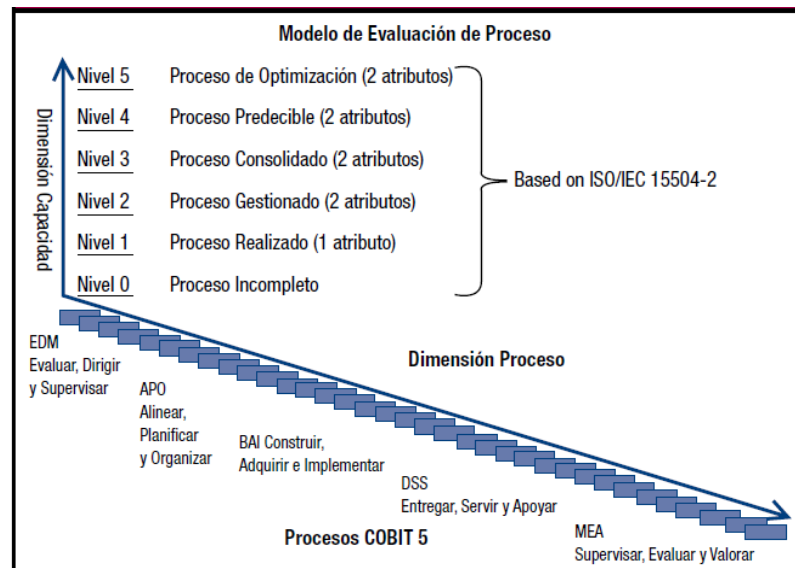 Modelo de Evaluación de Proceso
Dimensión Capacidad
Nivel 5 Proceso de Optimización (2 atributos)
Nivel 4 Proceso Predecible (2 atributos)
Nivel 3 Proceso Consolidado (2 atributos)
Nivel 2 Proceso Gestionado (2 atributos)
Nivel 1 Proceso Realizado (1 atributo)
Nivel 0 Proceso Incompleto
Based on ISO/IEC 15504-2
Dimensión Proceso
EDM
Evaluar, Dirigir
y Supervisar
APO
Alinear,
Planificar
y Organizar
BAI Construir,
Adquirir e Implementar
DSS
Entregar, Servir y Apoyar
MEA
Supervisar, Evaluar y Valorar
Procesos COBIT 5